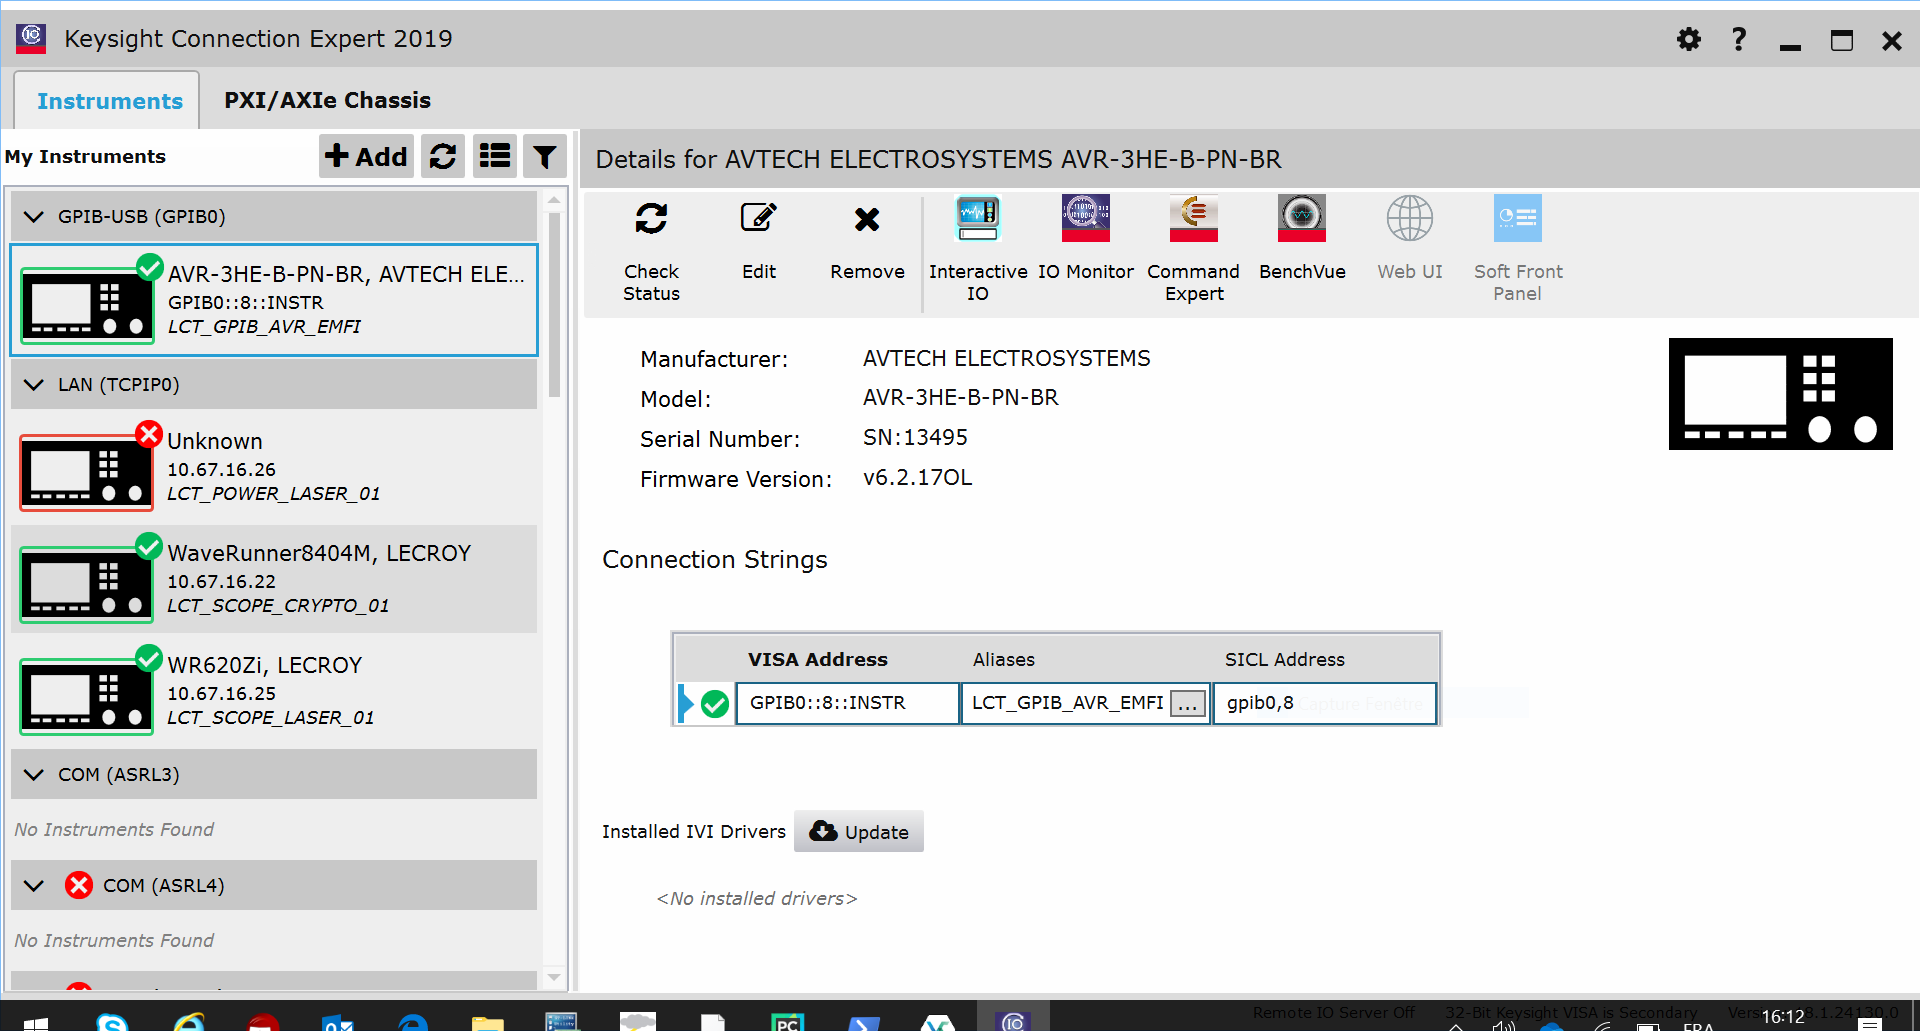 Keysight Connection Expert 2019
Instruments
PXI/AXIe Chassis
My Instruments
Add
GPIB-USB (GPIB0)
AVR-3HE-B-PN-BR, AVTECH ELE...
GPIB0::8::INSTR
LCT_GPIB_AVR_EMFI
LAN (TCPIP0)
Unknown
10.67.16.26
LCT_POWER_LASER_01
WaveRunner8404M, LECROY
10.67.16.22
LCT_SCOPE_CRYPTO_01
WR620Zi, LECROY
10.67.16.25
LCT_SCOPE_LASER_01
COM (ASRL3)
No Instruments Found
COM (ASRL4)
No Instruments Found
Details for AVTECH ELECTROSYSTEMS AVR-3HE-B-PN-BR
Check Status
Edit
Remove
Interactive IO
IO Monitor
Command Expert
BenchVue
Web UI
Soft Front Panel
Manufacturer: AVTECH ELECTROSYSTEMS
Model: AVR-3HE-B-PN-BR
Serial Number: SN:13495
Firmware Version: v6.2.17OL
Connection Strings
VISA Address Aliases SICL Address
GPIB0::8::INSTR LCT_GPIB_AVR_EMFI ... gpib0,8
Capture Fenêtre
Installed IVI Drivers Update
<No installed drivers>
Remote IO Server Off 32-Bit Keysight VISA is Secondary
16:12
FRA